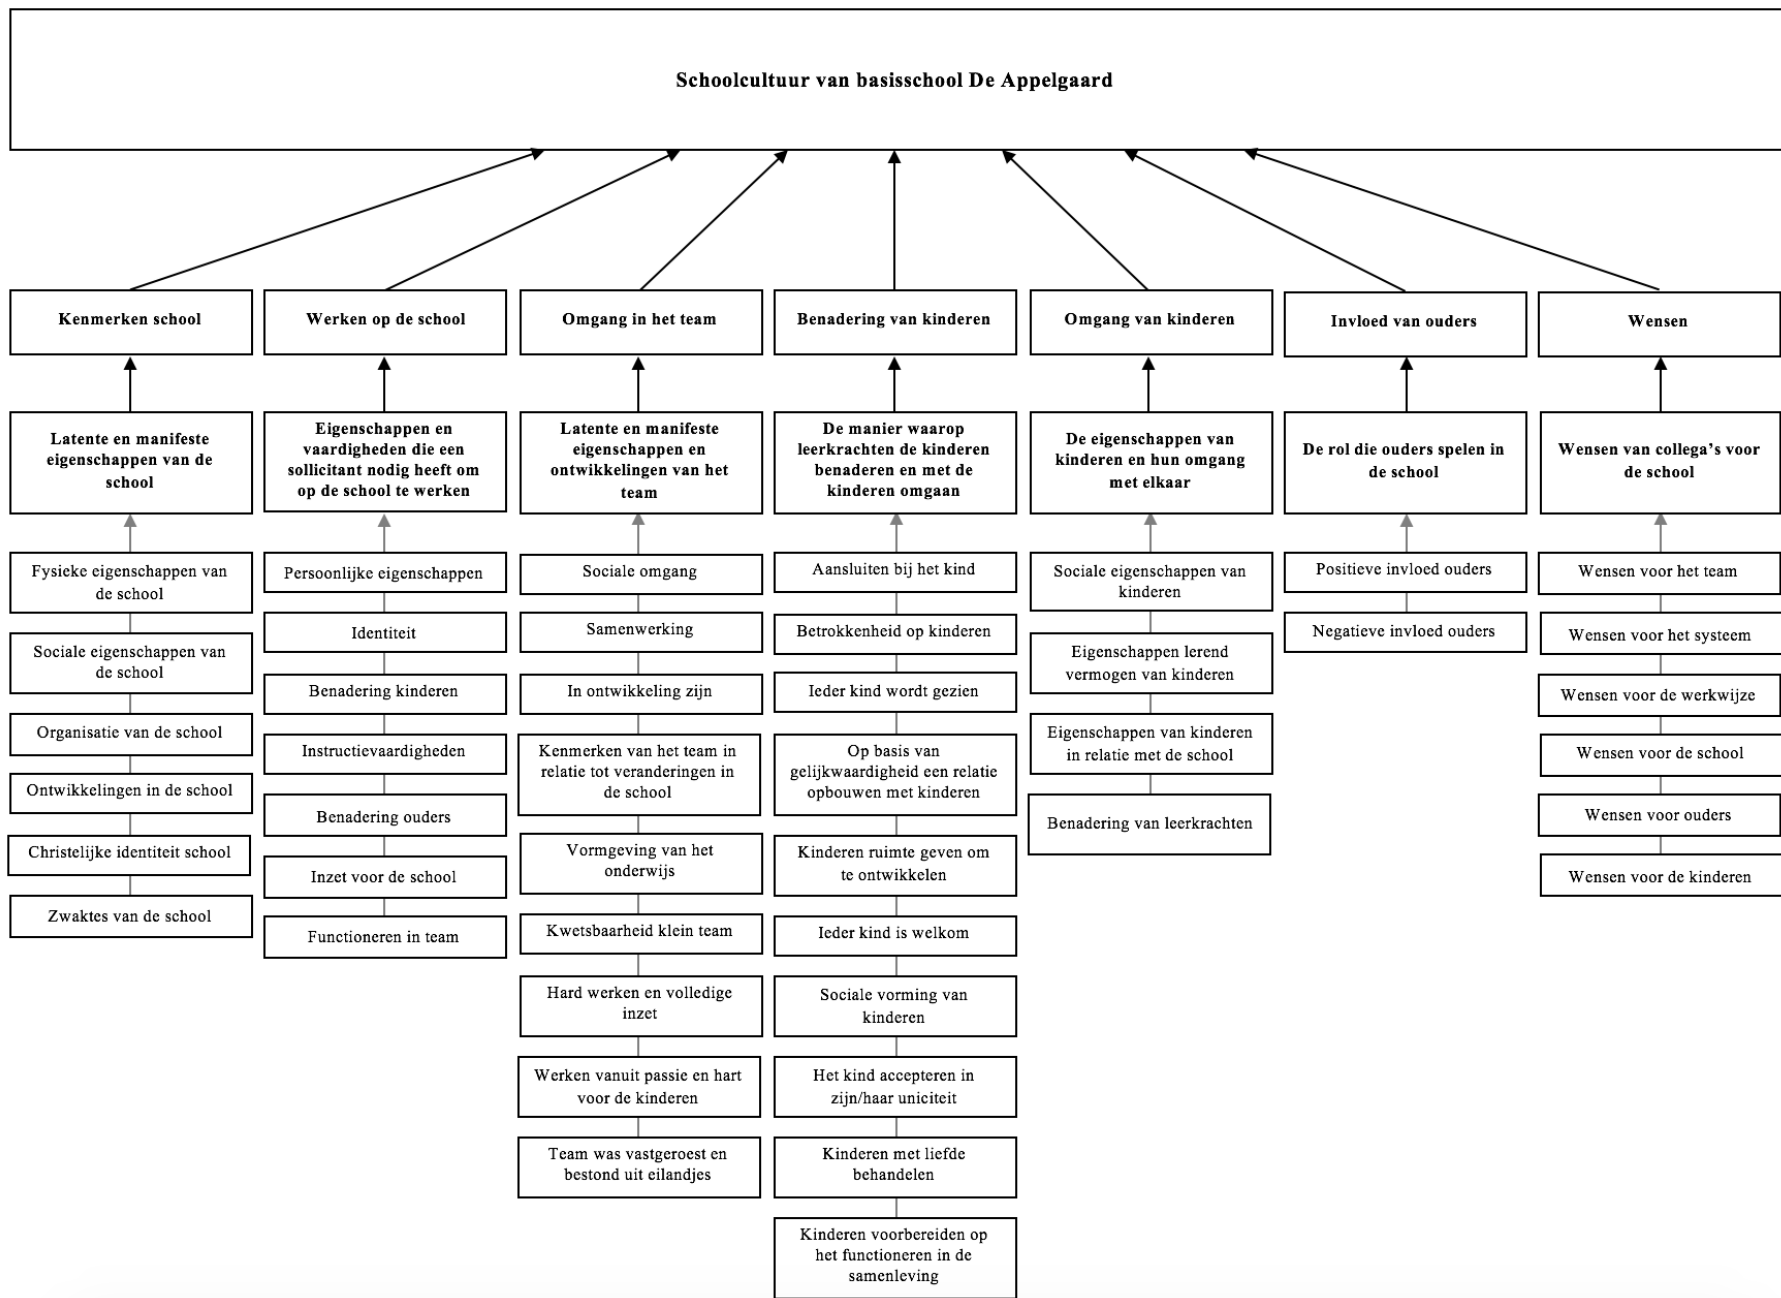 Schoolcultuur van basisschool De Appelgaard
Kenmerken school
Werken op de school
Omgang in het team
Benadering van kinderen
Omgang van kinderen
Invloed van ouders
Wensen
Latente en manifeste
eigenschappen van de
school
Eigenschappen en
vaardigheden die een
sollicitant nodig heeft om
op de school te werken
Latente en manifeste
eigenschappen en
ontwikkelingen van het
team
De manier waarop
leerkrachten de kinderen
benaderen en met de
kinderen omgaan
De eigenschappen van
kinderen en hun omgang
met elkaar
De rol die ouders spelen in
de school
Wensen van collega's voor
de school
Fysieke eigenschappen van
de school
Sociale eigenschappen van
de school
Organisatie van de school
Ontwikkelingen in de school
Christelijke identiteit school
Zwaktes van de school
Persoonlijke eigenschappen
Identiteit
Benadering kinderen
Instructievaardigheden
Benadering ouders
Inzet voor de school
Functioneren in team
Sociale omgang
Samenwerking
In ontwikkeling zijn
Kenmerken van het team in
relatie tot veranderingen in
de school
Vormgeving van het
onderwijs
Kwetsbaarheid klein team
Hard werken en volledige
inzet
Werken vanuit passie en hart
voor de kinderen
Team was vastgeroest en
bestond uit eilandjes
Aansluiten bij het kind
Betrokkenheid op kinderen
Ieder kind wordt gezien
Op basis van
gelijkwaardigheid een relatie
opbouwen met kinderen
Kinderen ruimte geven om
te ontwikkelen
Ieder kind is welkom
Sociale vorming van
kinderen
Het kind accepteren in
zijn/haar uniciteit
Kinderen met liefde
behandelen
Kinderen voorbereiden op
het functioneren in de
samenleving
Sociale eigenschappen van
kinderen
Eigenschappen lerend
vermogen van kinderen
Eigenschappen van kinderen
in relatie met de school
Benadering van leerkrachten
Positieve invloed ouders
Negatieve invloed ouders
Wensen voor het team
Wensen voor het systeem
Wensen voor de werkwijze
Wensen voor de school
Wensen voor ouders
Wensen voor de kinderen